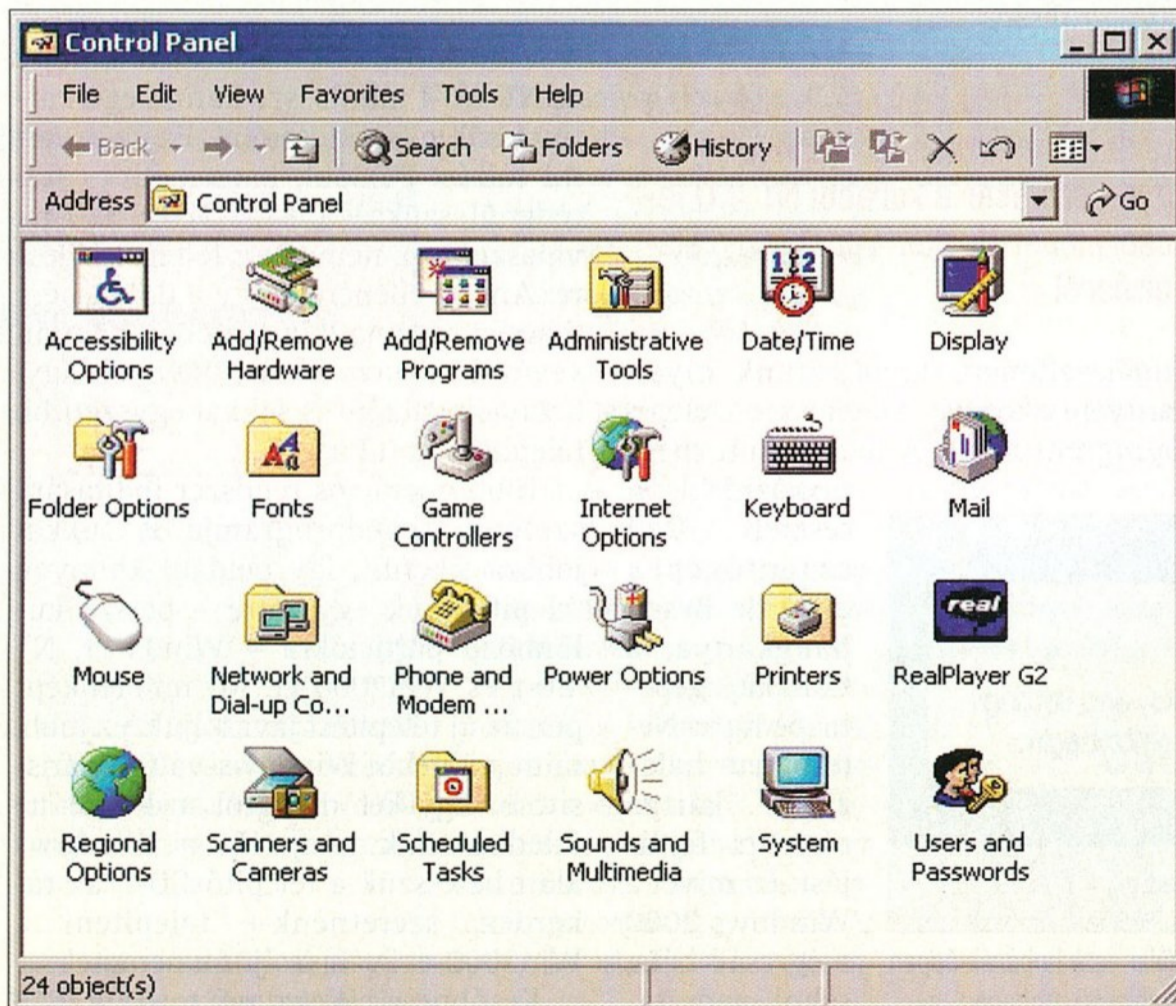 Control Panel
File Edit View Favorites Tools Help
Back Search Folders History
Address Control Panel Go
Accessibility Options
Add/Remove Hardware
Add/Remove Programs
Administrative Tools
12
Date/Time
Display
Folder Options
Fonts
Game Controllers
Internet Options
Keyboard
Mail
Mouse
Network and Dial-up Co...
Phone and Modem ...
Power Options
Printers
real
RealPlayer G2
Regional Options
Scanners and Cameras
Scheduled Tasks
Sounds and Multimedia
System
Users and Passwords
24 object(s)